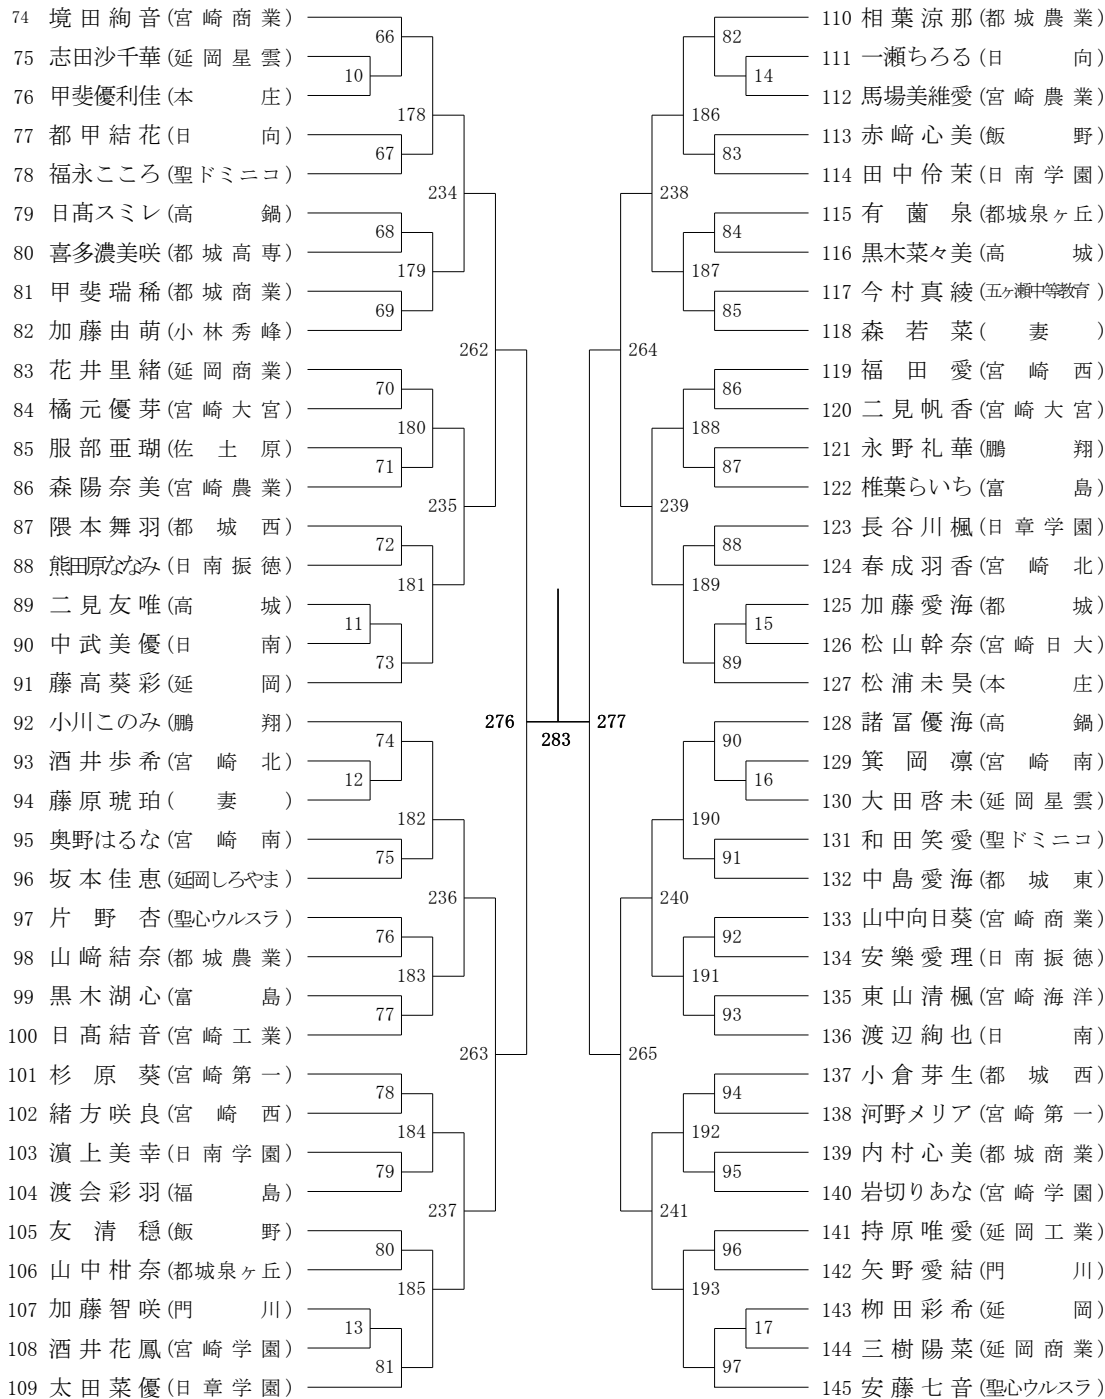 74 境田絢音(宮崎商業)
75 志田沙千華(延岡星雲)
76 甲斐優利佳(本庄)
77 都甲結花(日向)
78 福永こころ(聖ドミニコ)
79 日髙スミレ(高鍋)
80 喜多濃美咲(都城高専)
81 甲斐瑞稀(都城商業)
82 加藤由萌(小林秀峰)
83 花井里緒(延岡商業)
84 橘元優芽(宮崎大宮)
85 服部亜瑚(佐土原)
86 森陽奈美(宮崎農業)
87 隈本舞羽(都城西)
88 熊田原ななみ(日南振徳)
89 二見友唯(高城)
90 中武美優(日南)
91 藤高葵彩(延岡)
92 小川このみ(鵬翔)
93 酒井歩希(宮崎北)
94 藤原琥珀(妻)
95 奥野はるな(宮崎南)
96 坂本佳恵(延岡しろやま)
97 片野杏(聖心ウルスラ)
98 山﨑結奈(都城農業)
99 黒木湖心(富島)
100 日髙結音(宮崎工業)
101 杉原葵(宮崎第一)
102 緒方咲良(宮崎西)
103 濵上美幸(日南学園)
104 渡会彩羽(福島)
105 友清穏(飯野)
106 山中柑奈(都城泉ヶ丘)
107 加藤智咲(門川)
108 酒井花鳳(宮崎学園)
109 太田菜優(日章学園)
66
10
178
67
234
68
179
69
262
70
180
71
235
72
181
11
73
276
74
12
182
75
236
76
183
77
263
78
184
79
237
80
185
13
81
283
277
82
14
186
83
238
84
187
85
264
86
188
87
239
88
189
15
89
90
16
190
91
240
92
191
93
265
94
192
95
241
96
193
17
97
110 相葉涼那(都城農業)
111 一瀬ちろる(日向)
112 馬場美維愛(宮崎農業)
113 赤﨑心美(飯野)
114 田中伶茉(日南学園)
115 有薗泉(都城泉ヶ丘)
116 黒木菜々美(高城)
117 今村真綾(五ヶ瀬中等教育)
118 森若菜(妻)
119 福田愛(宮崎西)
120 二見帆香(宮崎大宮)
121 永野礼華(鵬翔)
122 椎葉らいち(富島)
123 長谷川楓(日章学園)
124 春成羽香(宮崎北)
125 加藤愛海(都城)
126 松山幹奈(宮崎日大)
127 松浦未昊(本庄)
128 諸冨優海(高鍋)
129 箕岡凛(宮崎南)
130 大田啓未(延岡星雲)
131 和田笑愛(聖ドミニコ)
132 中島愛海(都城東)
133 山中向日葵(宮崎商業)
134 安樂愛理(日南振徳)
135 東山清楓(宮崎海洋)
136 渡辺絢也(日南)
137 小倉芽生(都城西)
138 河野メリア(宮崎第一)
139 内村心美(都城商業)
140 岩切りあな(宮崎学園)
141 持原唯愛(延岡工業)
142 矢野愛結(門川)
143 栁田彩希(延岡)
144 三樹陽菜(延岡商業)
145 安藤七音(聖心ウルスラ)